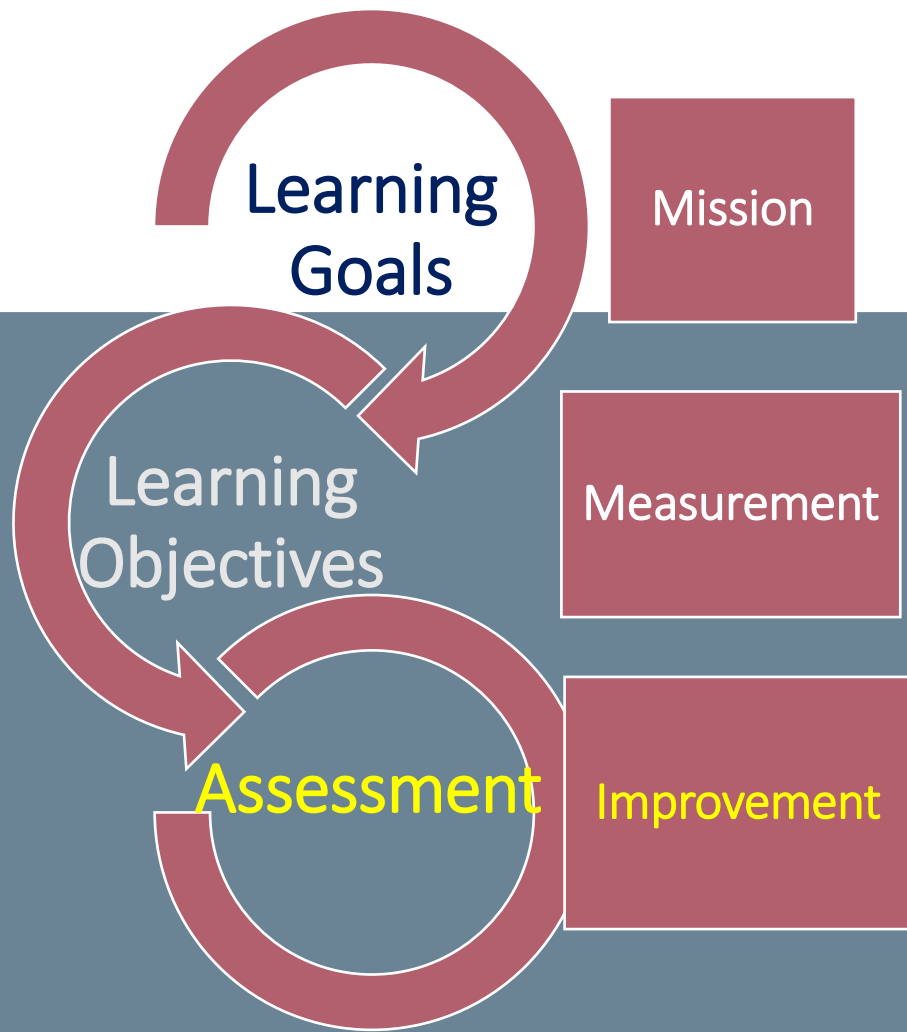 Learning
Goals
Mission
Learning
Objectives
Measurement
Assessment
Improvement